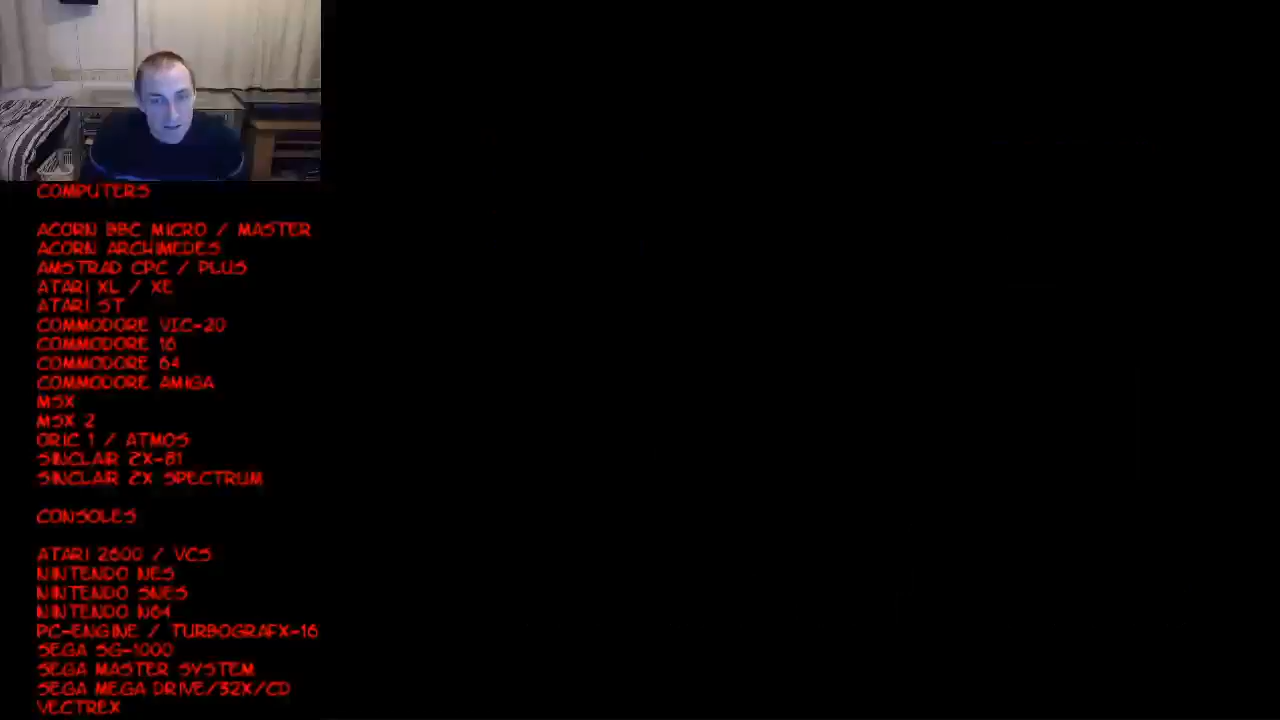 COMPUTERS
ACORN BBC MICRO / MASTER
ACORN ARCHIMEDES
AMSTRAD CPC / PLUS
ATARI XL / XE
ATARI ST
COMMODORE VIC-20
COMMODORE 16
COMMODORE 64
COMMODORE AMIGA
MSX
MSX 2
ORIC 1 / ATMOS
SINCLAIR ZX-81
SINCLAIR ZX SPECTRUM
CONSOLES
ATARI 2600 / VCS
NINTENDO NES
NINTENDO SNES
NINTENDO N64
PC-ENGINE / TURBOGRAFX-16
SEGA SG-1000
SEGA MASTER SYSTEM
SEGA MEGA DRIVE/32X/CD
VECTREX